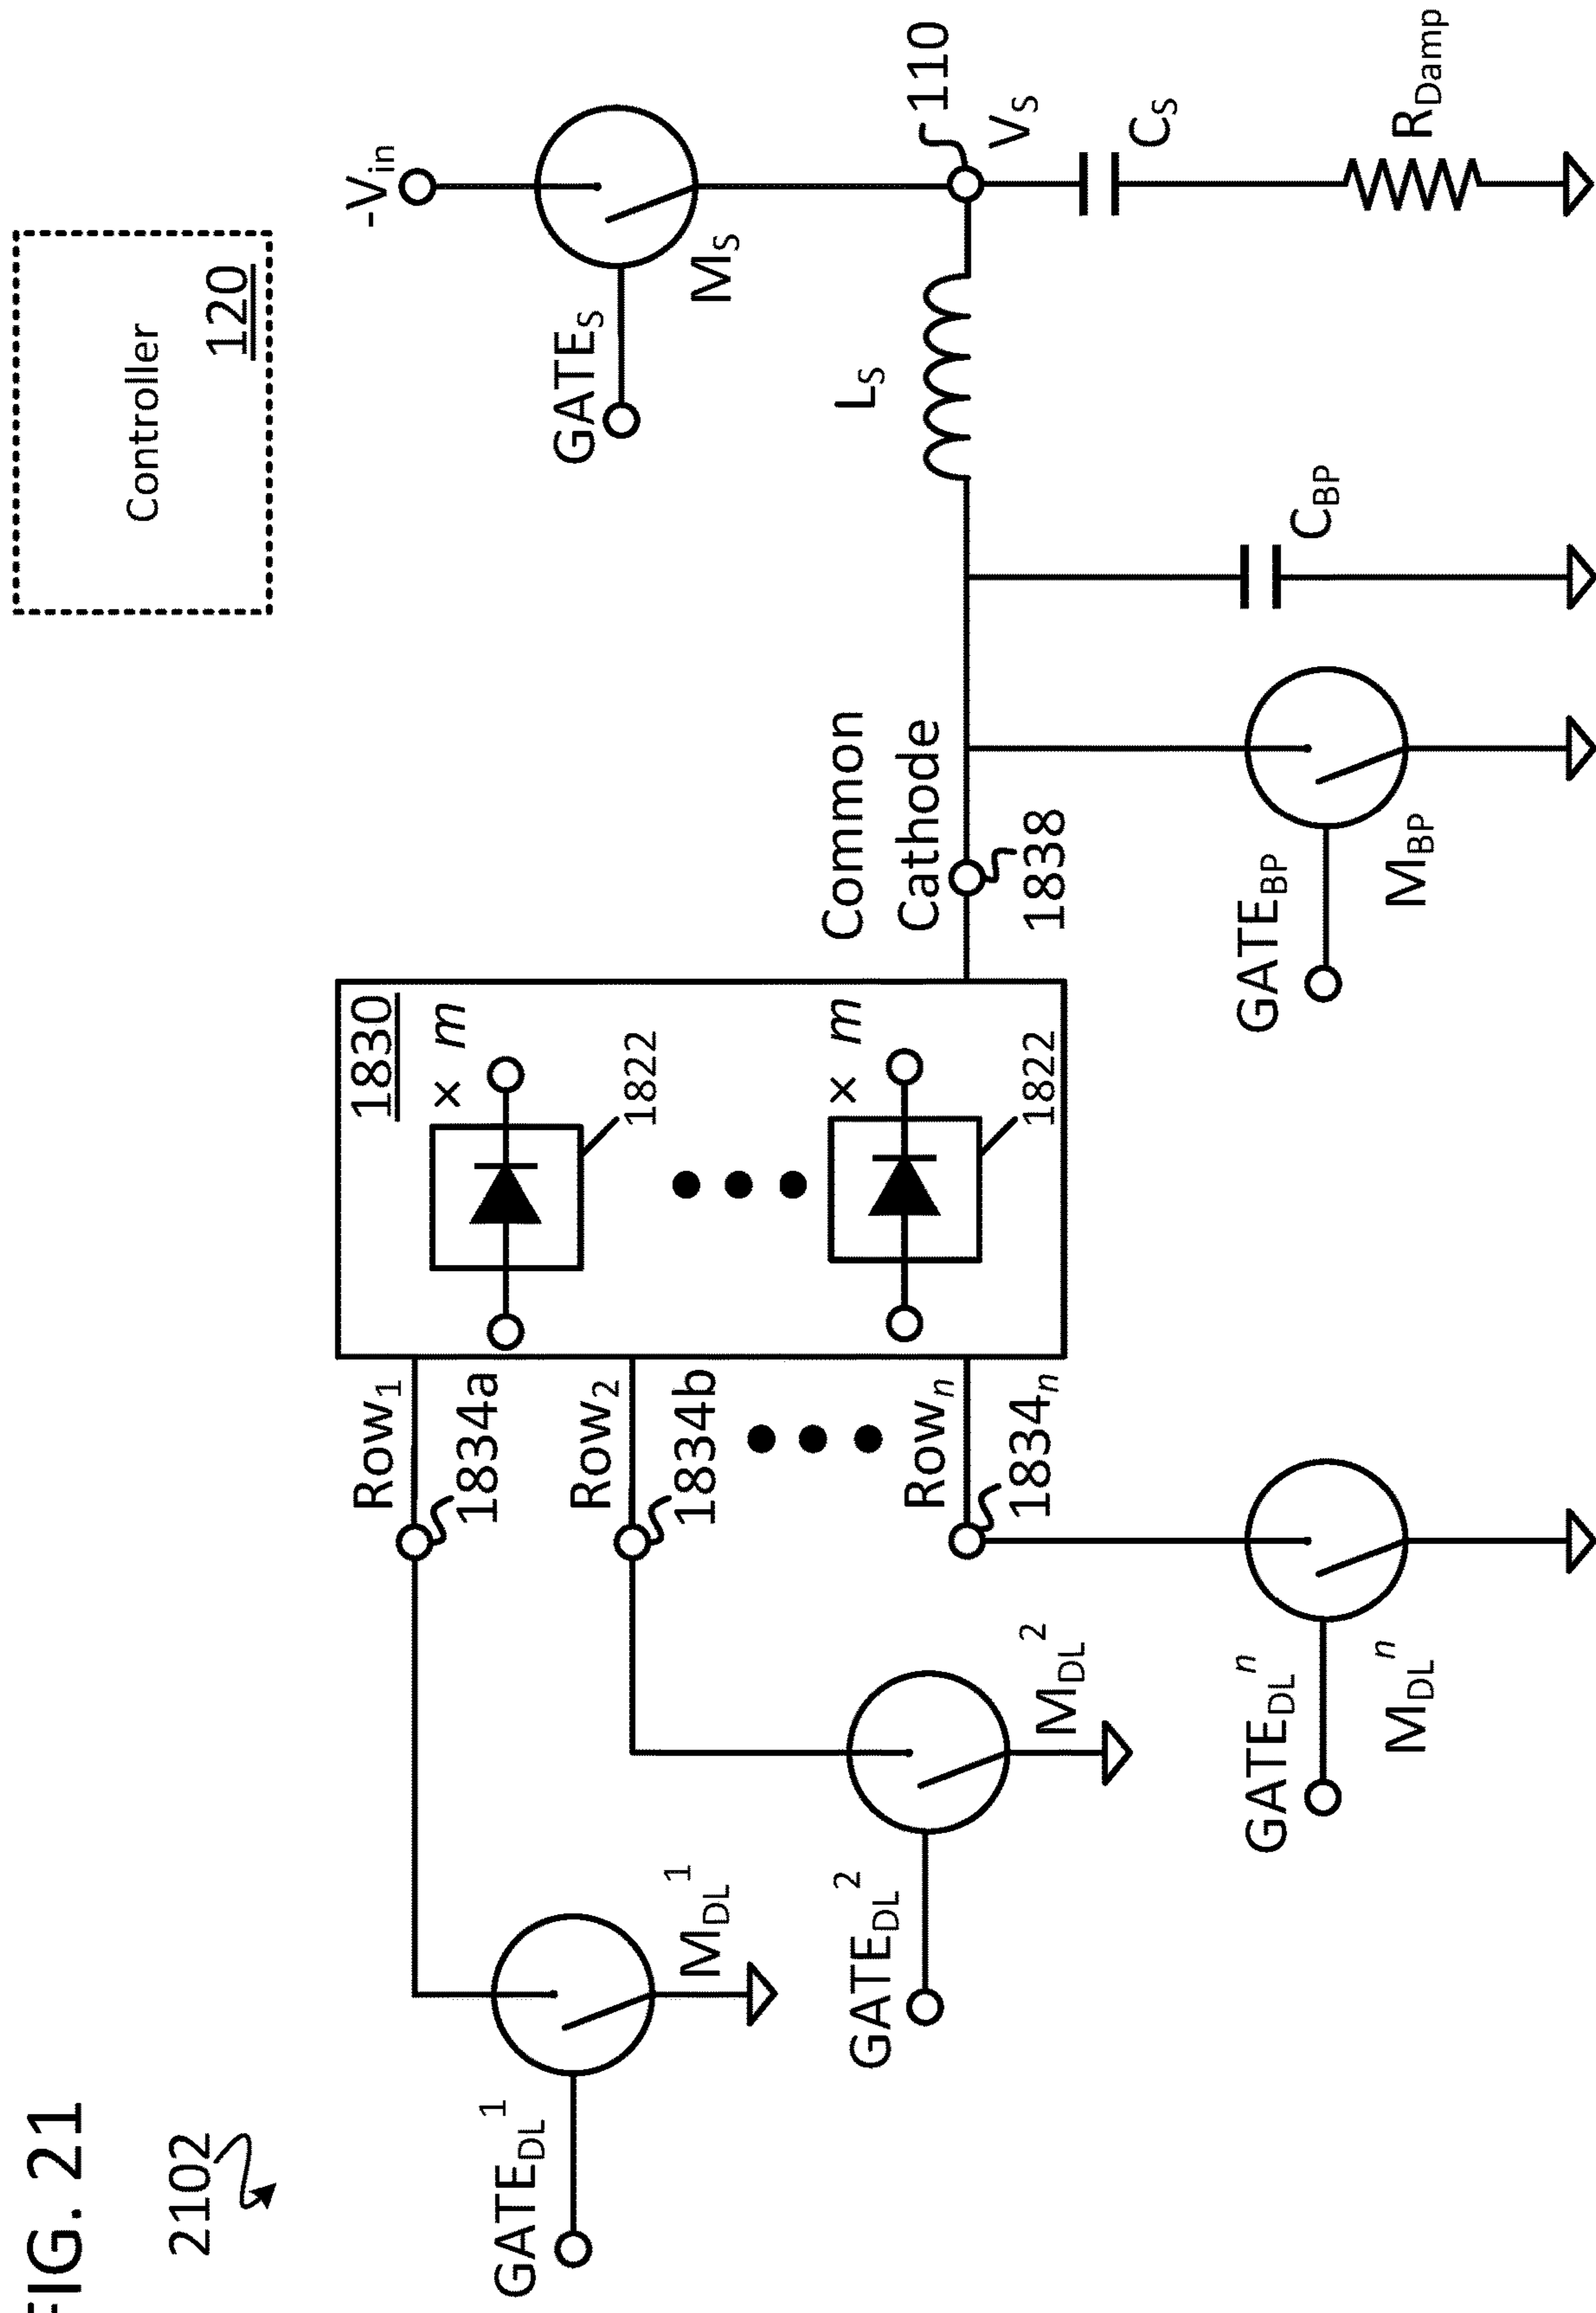 FIG. 21
Controller
2102
120
-Vin
Row1
1830
× m
1834a
GATEDL1
GATES
Row2
1822
MDL1
1834b
MS
× m
Common
Cathode
LS
GATEDL2
Rown
110
VS
1834n
1822
1838
MDL2
CS
GATEDLn
GATEBP
CBP
MDLn
MBP
RDamp